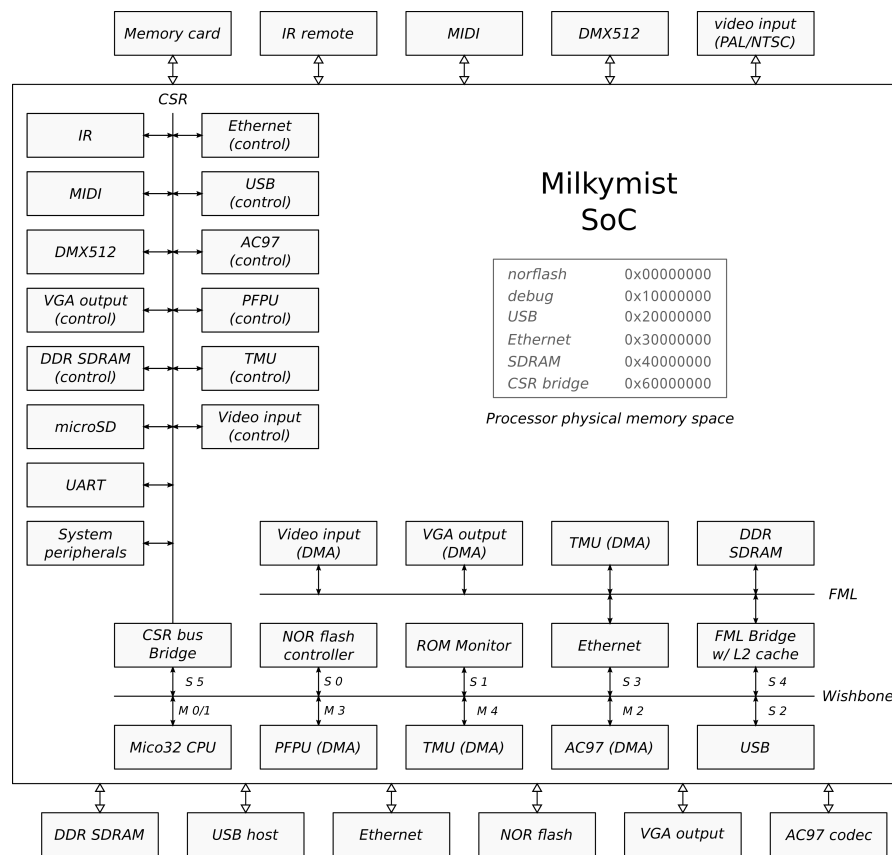 Memory card
IR remote
MIDI
DMX512
video input
(PAL/NTSC)
CSR
IR
Ethernet
(control)
MIDI
USB
(control)
DMX512
AC97
(control)
VGA output
(control)
PFPU
(control)
DDR SDRAM
(control)
TMU
(control)
microSD
Video input
(control)
UART
System
peripherals
Milkymist
SoC
norflash 0x00000000
debug 0x10000000
USB 0x20000000
Ethernet 0x30000000
SDRAM 0x40000000
CSR bridge 0x60000000
Processor physical memory space
Video input
(DMA)
VGA output
(DMA)
TMU (DMA)
DDR
SDRAM
FML
CSR bus
Bridge
NOR flash
controller
ROM Monitor
Ethernet
FML Bridge
w/ L2 cache
S 5
S 0
S 1
S 3
S 4
Wishbone
M 0/1
M 3
M 4
M 2
S 2
Mico32 CPU
PFPU (DMA)
TMU (DMA)
AC97 (DMA)
USB
DDR SDRAM
USB host
Ethernet
NOR flash
VGA output
AC97 codec